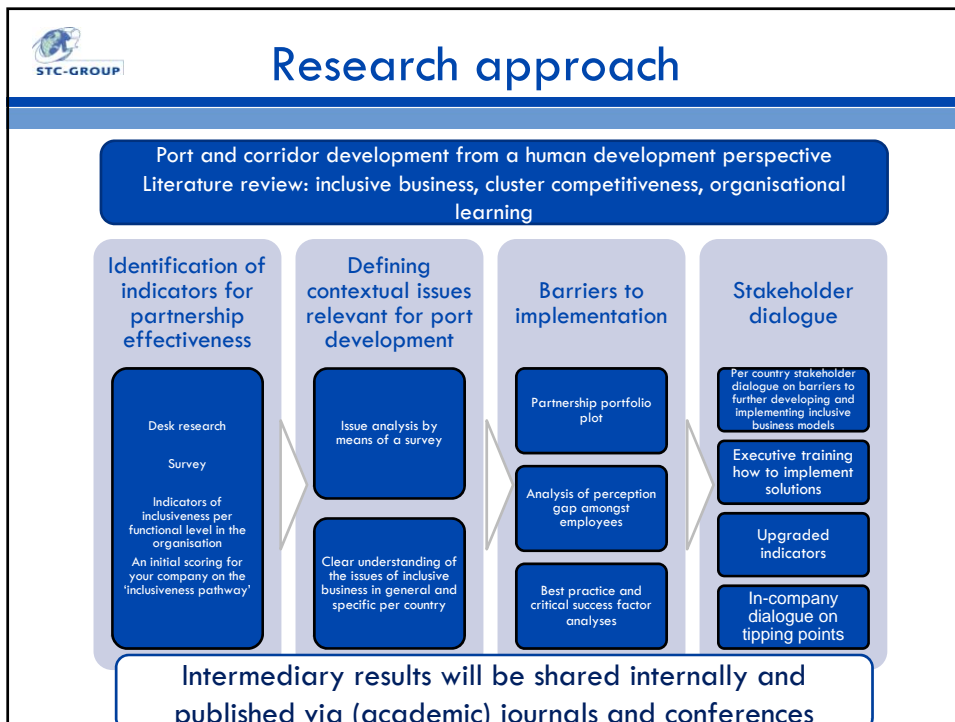 STC-GROUP
Research approach
Port and corridor development from a human development perspective
Literature review: inclusive business, cluster competitiveness, organisational
learning
Identification of
indicators for
partnership
effectiveness
Desk research
Survey
Indicators of
inclusiveness per
functional level in the
organisation
An initial scoring for
your company on the
‘inclusiveness pathway’
Defining
contextual issues
relevant for port
development
Issue analysis by
means of a survey
Clear understanding of
the issues of inclusive
business in general and
specific per country
Barriers to
implementation
Partnership portfolio
plot
Analysis of perception
gap amongst
employees
Best practice and
critical success factor
analyses
Stakeholder
dialogue
Per country stakeholder
dialogue on barriers to
further developing and
implementing inclusive
business models
Executive training
how to implement
solutions
Upgraded
indicators
In-company
dialogue on
tipping points
Intermediary results will be shared internally and
published via (academic) journals and conferences